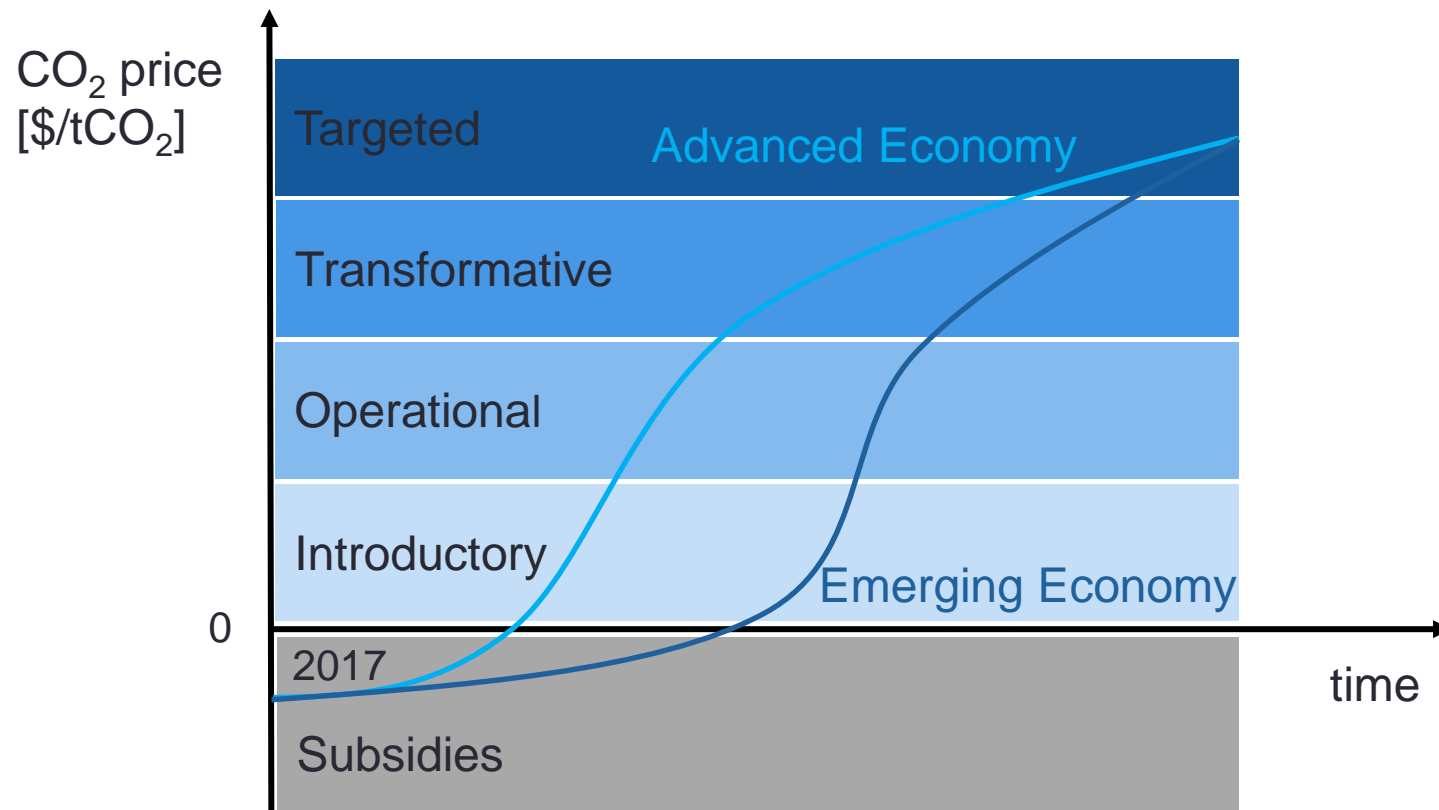 CO₂ price
[$/tCO₂]
Targeted
Advanced Economy
Transformative
Operational
Introductory
Emerging Economy
0
2017
time
Subsidies